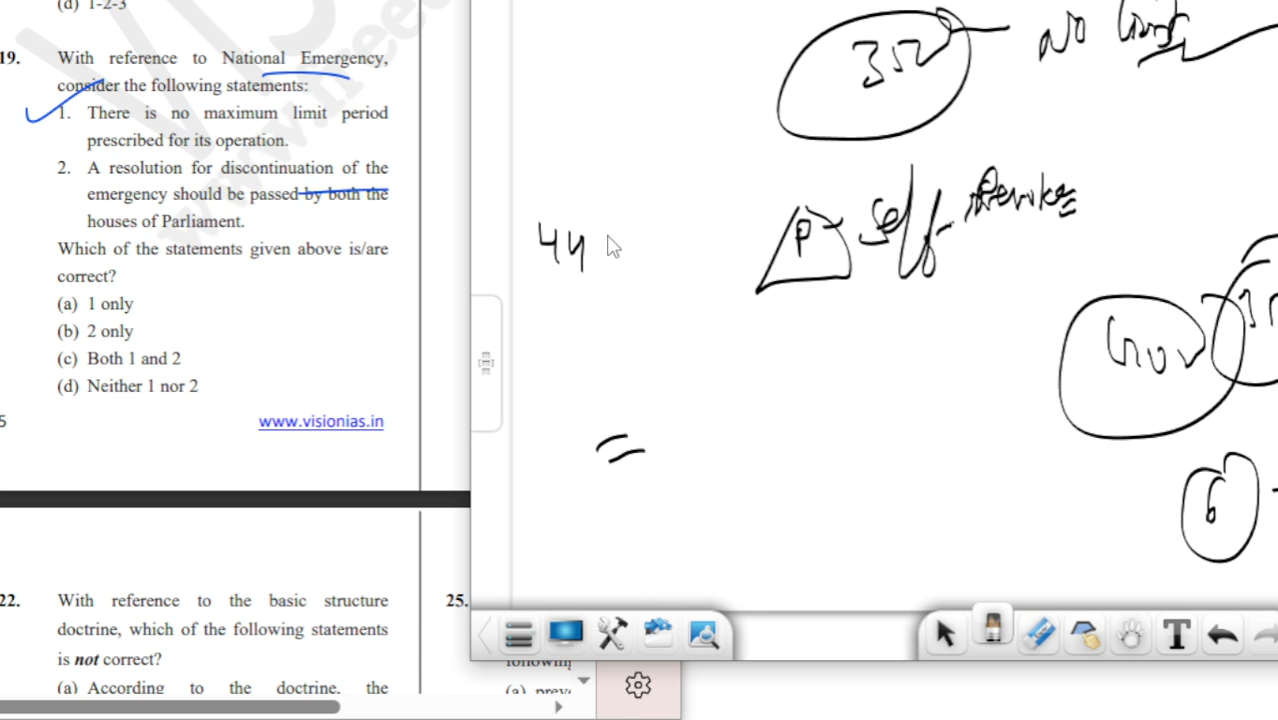 (d) 1-2-3
19. With reference to National Emergency,
consider the following statements:
1. There is no maximum limit period
prescribed for its operation.
2. A resolution for discontinuation of the
emergency should be passed by both the
houses of Parliament.
Which of the statements given above is/are
correct?
(a) 1 only
(b) 2 only
(c) Both 1 and 2
(d) Neither 1 nor 2
5 www.visionias.in
22. With reference to the basic structure
doctrine, which of the following statements
is not correct?
(a) According to the doctrine, the
25.
following
(a) prev
352 No limit
44
P Self Revoke
Gov
6